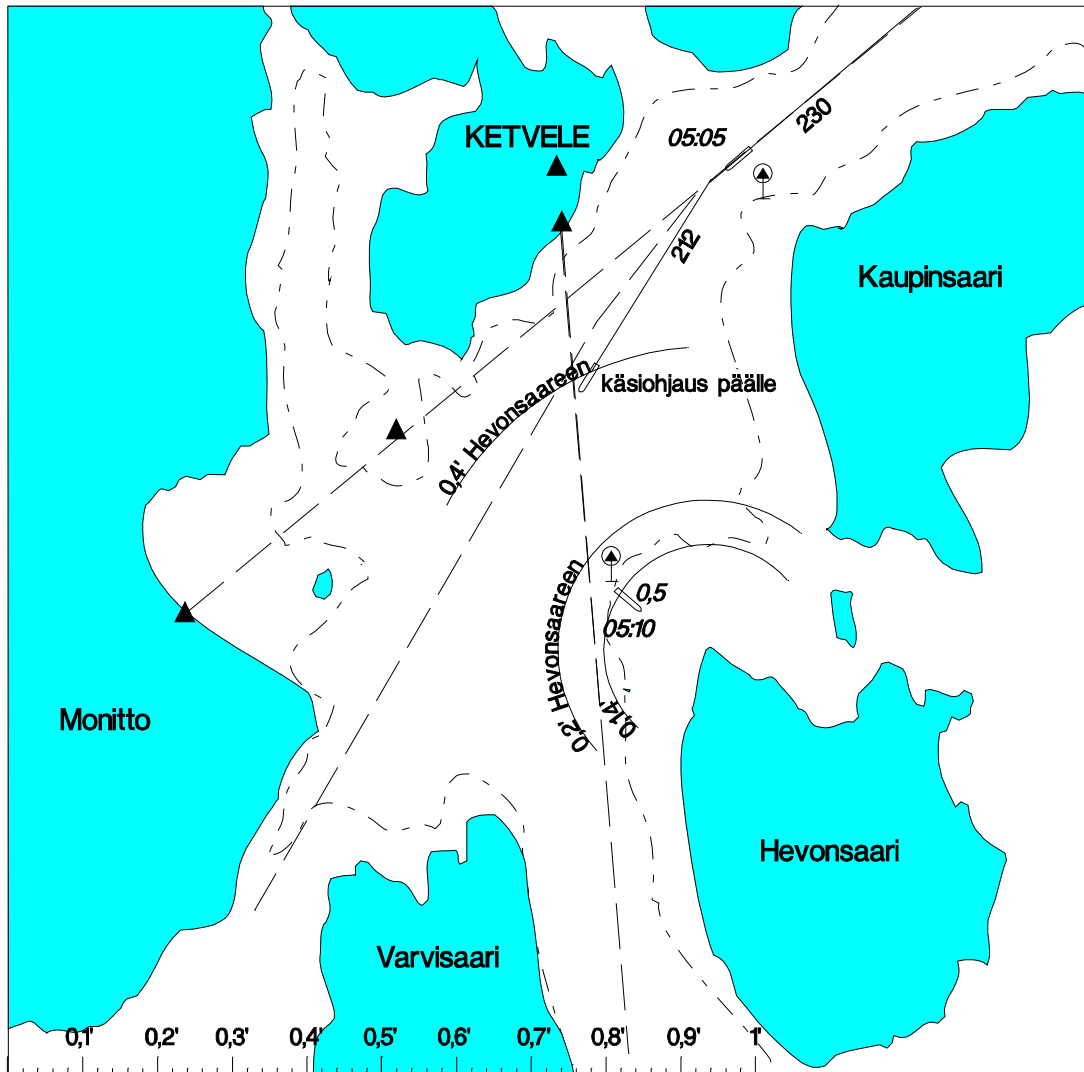 230
05:05
KETVELE
212
Kaupinsaari
0,4' Hevonsaareen
käsiohjaus päälle
0,2' Hevonsaareen
0,5
05:10
0,14'
Monitto
Hevonsaari
Varvisaari
0,1' 0,2' 0,3' 0,4' 0,5' 0,6' 0,7' 0,8' 0,9' 1'